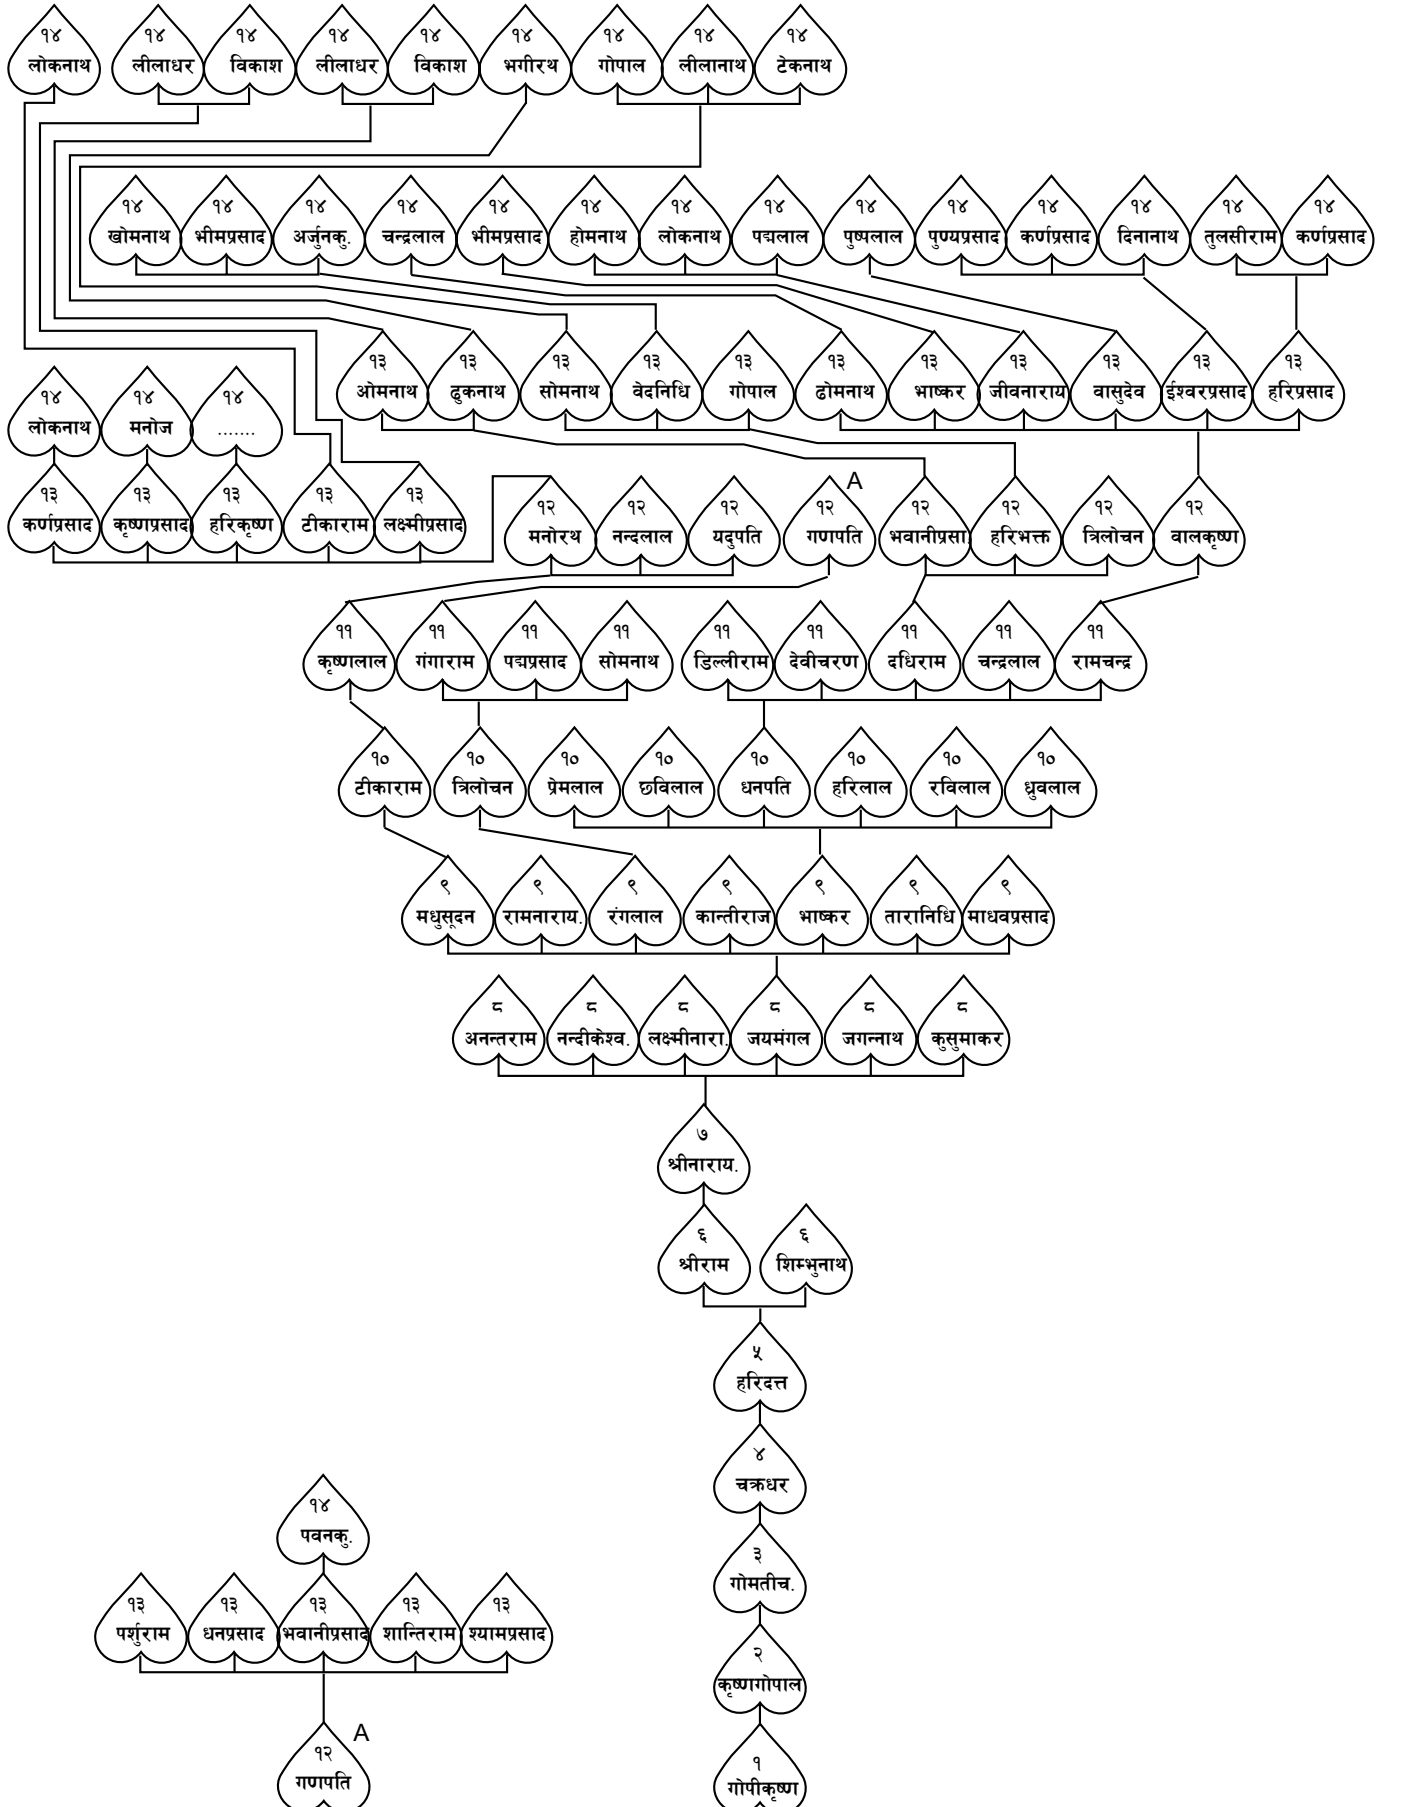 १४ १४ १४ १४ १४ १४ १४ १४ १४
लोकनाथ लीलाधर विकाश लीलाधर विकाश भगीरथ गोपाल लीलानाथ टेकनाथ
१४ १४ १४ १४ १४ १४ १४ १४ १४ १४ १४ १४ १४ १४
खोमनाथ भीमप्रसाद अर्जुनकु. चन्द्रलाल भीमप्रसाद होमनाथ लोकनाथ पद्मलाल पुष्पलाल पुण्यप्रसाद कर्णप्रसाद दिनानाथ तुलसीराम कर्णप्रसाद
१३ १३ १३ १३ १३ १३ १३ १३ १३ १३ १३
ओमनाथ ढुकनाथ सोमनाथ वेदनिधि गोपाल ढोमनाथ भाष्कर जीवनाराय वासुदेव ईश्वरप्रसाद हरिप्रसाद
१४ १४ १४
लोकनाथ मनोज .......
१३ १३ १३ १३ १३
कर्णप्रसाद कृष्णप्रसाद हरिकृष्ण टीकाराम लक्ष्मीप्रसाद
A
१२ १२ १२ १२ १२ १२ १२ १२
मनोरथ नन्दलाल यदुपति गणपति भवानीप्रसा. हरिभक्त त्रिलोचन वालकृष्ण
११ ११ ११ ११ ११ ११ ११ ११ ११
कृष्णलाल गंगाराम पद्मप्रसाद सोमनाथ डिल्लीराम देवीचरण दधिराम चन्द्रलाल रामचन्द्र
१० १० १० १० १० १० १० १०
टीकाराम त्रिलोचन प्रेमलाल छविलाल धनपति हरिलाल रविलाल ध्रुवलाल
९ ९ ९ ९ ९ ९ ९
मधुसूदन रामनाराय. रंगलाल कान्तीराज भाष्कर तारानिधि माधवप्रसाद
८ ८ ८ ८ ८ ८
अनन्तराम नन्दीकेश्व. लक्ष्मीनारा. जयमंगल जगन्नाथ कुसुमाकर
७
श्रीनाराय.
६ ६
श्रीराम शिम्भुनाथ
५
हरिदत्त
४
चक्रधर
१४
पवनकु.
३
गोमतीच.
१३ १३ १३ १३ १३
पर्शुराम धनप्रसाद भवानीप्रसाद शान्तिराम श्यामप्रसाद
२
कृष्णगोपाल
A
१२
गणपति
१
गोपीकृष्ण